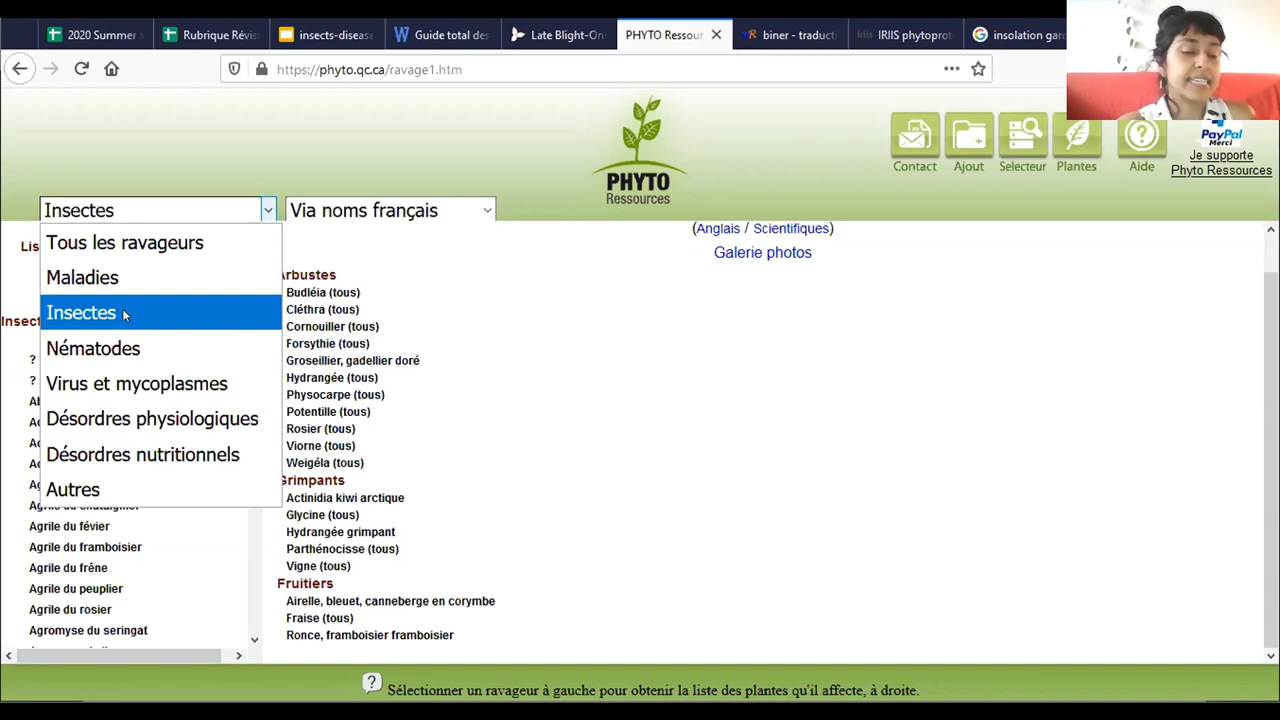 2020 Summer s
Rubrique Révis
insects-disease
Guide total des
Late Blight-Oni
PHYTO Ressour
biner - traducti
IRIIS phytoprot
insolation gard
https://phyto.qc.ca/ravage1.htm
PHYTO
Ressources
Contact
Ajout
Selecteur
Plantes
Aide
PayPal
Merci
Je supporte
Phyto Ressources
Insectes
Via noms français
Lis
Tous les ravageurs
Maladies
Insectes
Nématodes
Virus et mycoplasmes
Désordres physiologiques
Désordres nutritionnels
Autres
Insect
?
?
Agrile du févier
Agrile du framboisier
Agrile du frêne
Agrile du peuplier
Agrile du rosier
Agromyse du seringat
(Anglais / Scientifiques)
Galerie photos
Arbustes
Budléia (tous)
Cléthra (tous)
Cornouiller (tous)
Forsythie (tous)
Groseillier, gadellier doré
Hydrangée (tous)
Physocarpe (tous)
Potentille (tous)
Rosier (tous)
Viorne (tous)
Weigéla (tous)
Grimpants
Actinidia kiwi arctique
Glycine (tous)
Hydrangée grimpant
Parthénocisse (tous)
Vigne (tous)
Fruitiers
Airelle, bleuet, canneberge en corymbe
Fraise (tous)
Ronce, framboisier framboisier
? Sélectionner un ravageur à gauche pour obtenir la liste des plantes qu'il affecte, à droite.